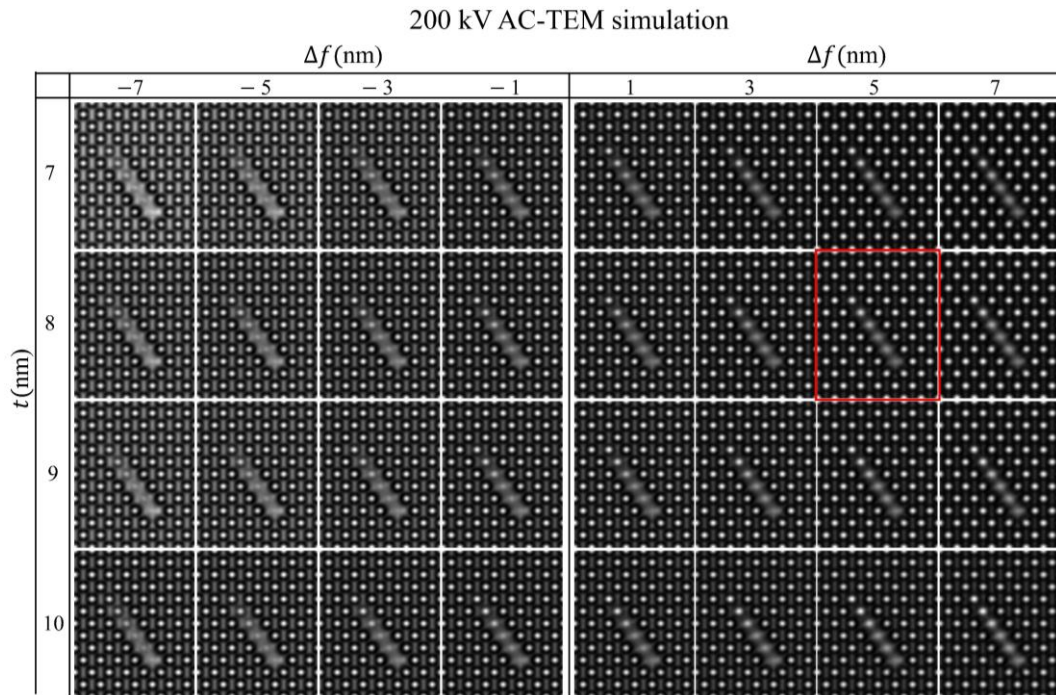 200 kV AC-TEM simulation
Δf (nm) Δf (nm)
−7 −5 −3 −1 1 3 5 7
t(nm)
7
8
9
10